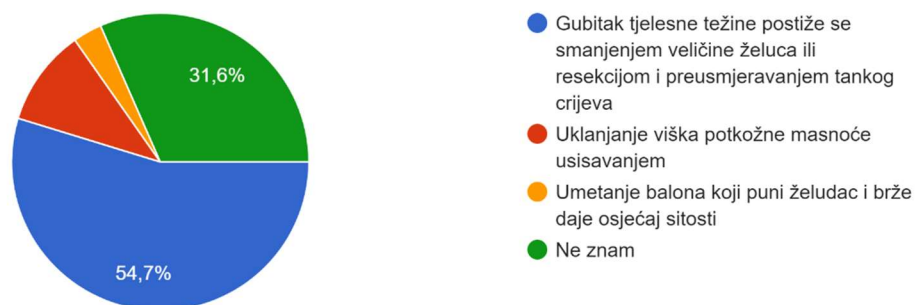 31,6%
54,7%
Gubitak tjelesne težine postiže se
smanjenjem veličine želuca ili
resekcijom i preusmjeravanjem tankog
crijeva
Uklanjanje viška potkožne masnoće
usisavanjem
Umetanje balona koji puni želudac i brže
daje osjećaj sitosti
Ne znam